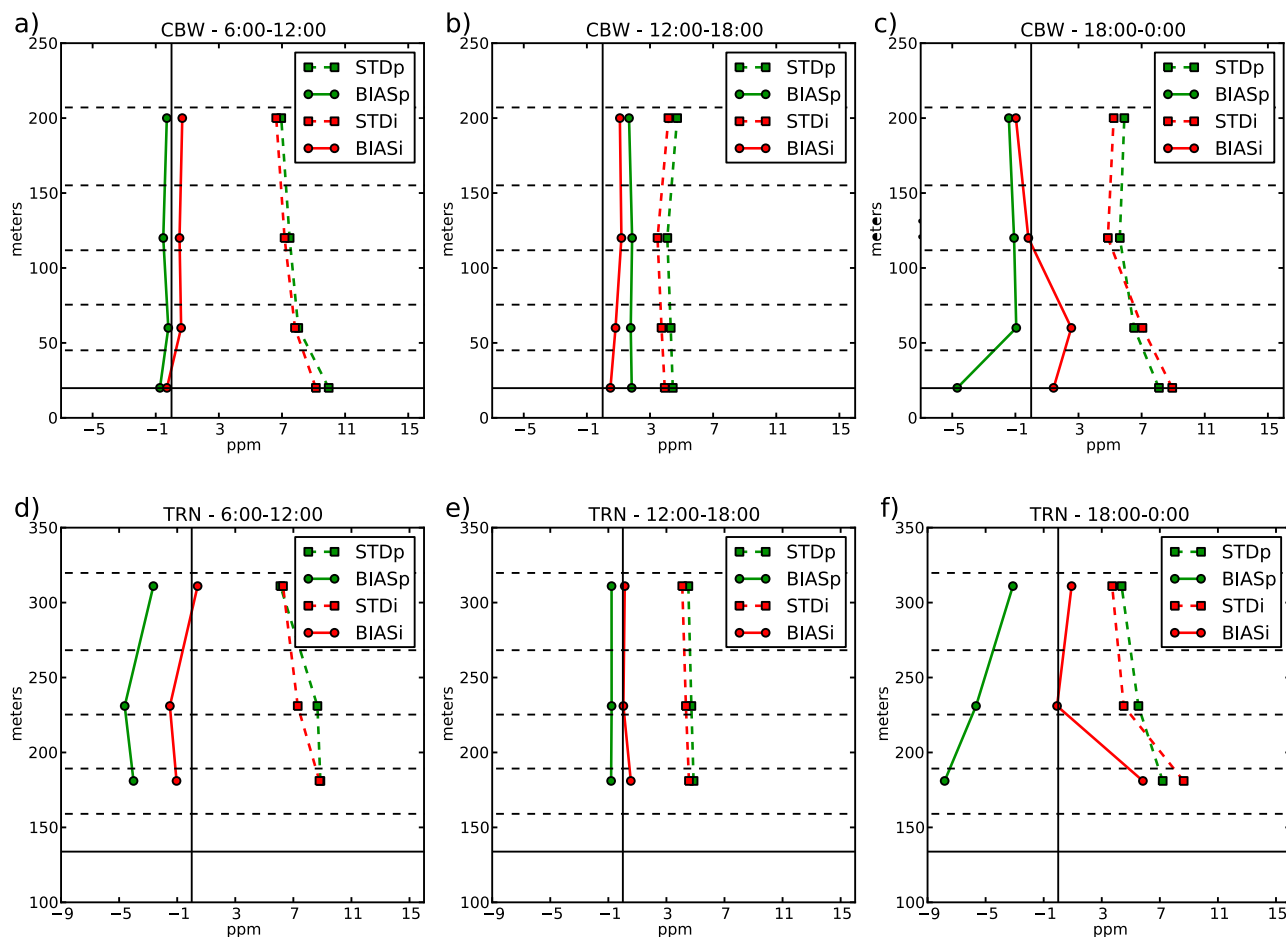 a)
CBW - 6:00-12:00
250
200
150
100
50
0
meters
−5
−1
3
7
11
15
ppm
STDp
BIASp
STDi
BIASi
b)
CBW - 12:00-18:00
250
200
150
100
50
0
meters
−5
−1
3
7
11
15
ppm
STDp
BIASp
STDi
BIASi
c)
CBW - 18:00-0:00
250
200
150
100
50
0
meters
−5
−1
3
7
11
15
ppm
STDp
BIASp
STDi
BIASi
d)
TRN - 6:00-12:00
350
300
250
200
150
100
meters
−9
−5
−1
3
7
11
15
ppm
STDp
BIASp
STDi
BIASi
e)
TRN - 12:00-18:00
350
300
250
200
150
100
meters
−9
−5
−1
3
7
11
15
ppm
STDp
BIASp
STDi
BIASi
f)
TRN - 18:00-0:00
350
300
250
200
150
100
meters
−9
−5
−1
3
7
11
15
ppm
STDp
BIASp
STDi
BIASi